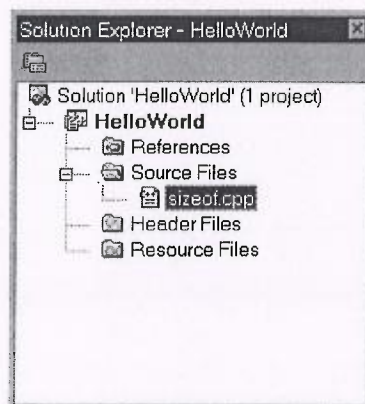 Solution Explorer - HelloWorld
Solution 'HelloWorld' (1 project)
HelloWorld
References
Source Files
sizeof.cpp
Header Files
Resource Files